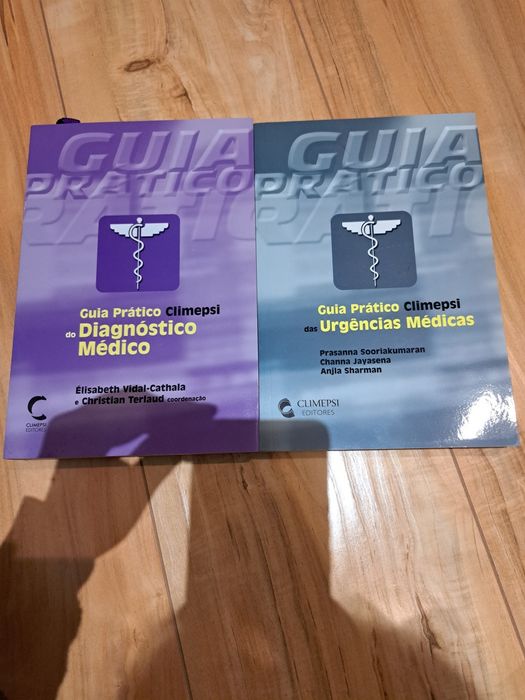 GUIA
PRÁTICO
Guia Prático Climepsi
do Diagnóstico
Médico
Élisabeth Vidal-Cathala
e Christian Terlaud coordenação
CLIMEPSI
EDITORES
GUIA
PRÁTICO
Guia Prático Climepsi
das Urgências Médicas
Prasanna Sooriakumaran
Channa Jayasena
Anjla Sharman
CLIMEPSI
EDITORES